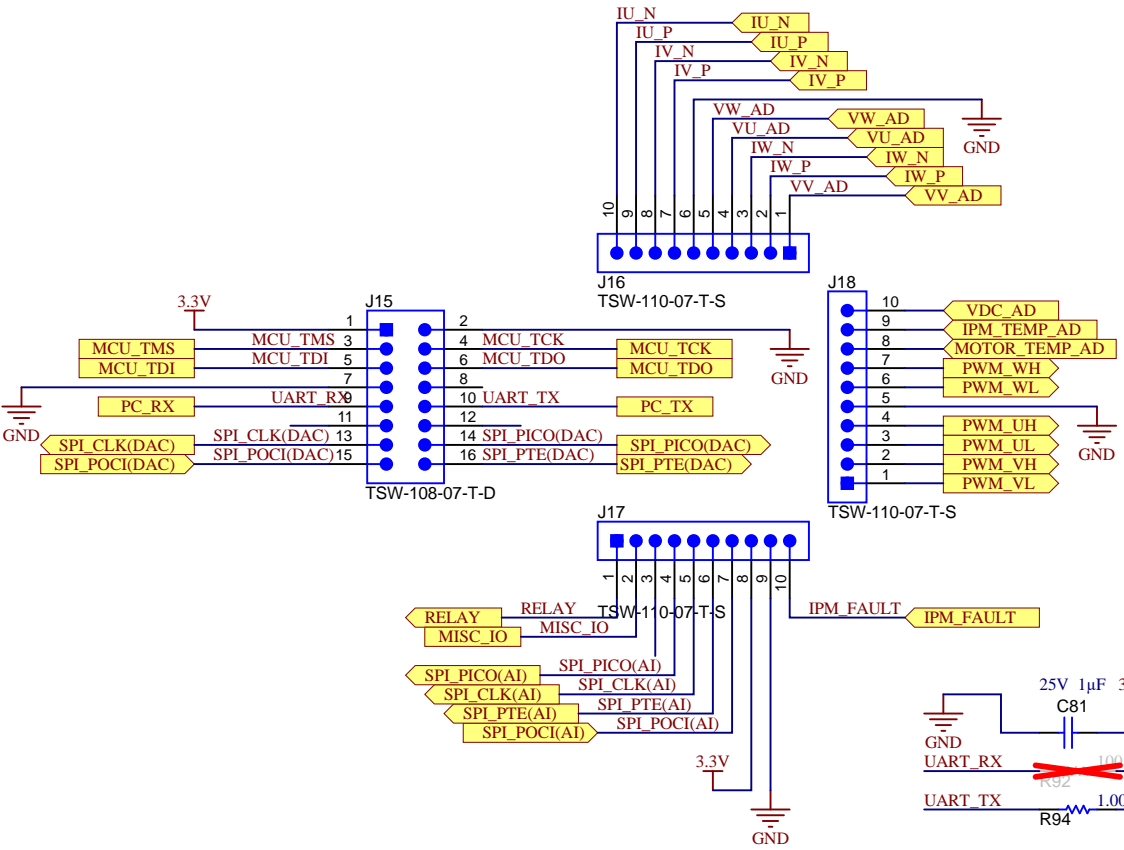 IU_N IU_N
IU_P IU_P
IV_N IV_N
IV_P IV_P
VW_AD VW_AD
VU_AD VU_AD
GND
IW_N IW_N
IW_P IW_P
VV_AD VV_AD
10 9 8 7 6 5 4 3 2 1
J16
TSW-110-07-T-S
3.3V
J15
1 2
MCU_TMS MCU_TMS 3 4 MCU_TCK MCU_TCK
MCU_TDI MCU_TDI 5 6 MCU_TDO MCU_TDO
7 8
GND
PC_RX UART_RX 9 10 UART_TX PC_TX
11 12
GND
SPI_CLK(DAC) SPI_CLK(DAC) 13 14 SPI_PICO(DAC) SPI_PICO(DAC)
SPI_POCI(DAC) SPI_POCI(DAC) 15 16 SPI_PTE(DAC) SPI_PTE(DAC)
TSW-108-07-T-D
J18
10 VDC_AD
9 IPM_TEMP_AD
8 MOTOR_TEMP_AD
7 PWM_WH
6 PWM_WL
5
4 PWM_UH
3 PWM_UL
GND
2 PWM_VH
1 PWM_VL
TSW-110-07-T-S
J17
1 2 3 4 5 6 7 8 9 10
TSW-110-07-T-S
RELAY RELAY
MISC_IO MISC_IO
IPM_FAULT IPM_FAULT
SPI_PICO(AI) SPI_PICO(AI)
SPI_CLK(AI) SPI_CLK(AI)
SPI_PTE(AI) SPI_PTE(AI)
SPI_POCI(AI) SPI_POCI(AI)
3.3V
GND
25V 1µF 3
C81
GND
UART_RX 100
R92
UART_TX 1.00
R94